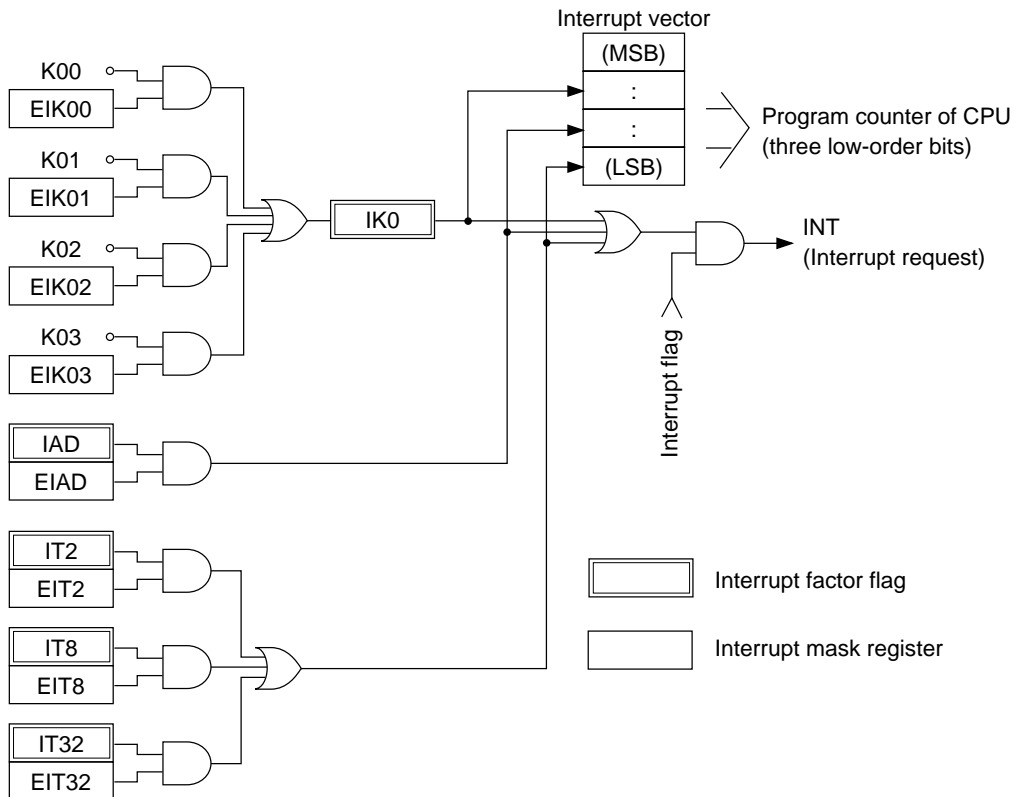 Interrupt vector
(MSB)
:
:
(LSB)
Program counter of CPU
(three low-order bits)
K00
EIK00
K01
EIK01
K02
EIK02
K03
EIK03
IK0
INT
(Interrupt request)
Interrupt flag
IAD
EIAD
IT2
EIT2
IT8
EIT8
IT32
EIT32
Interrupt factor flag
Interrupt mask register